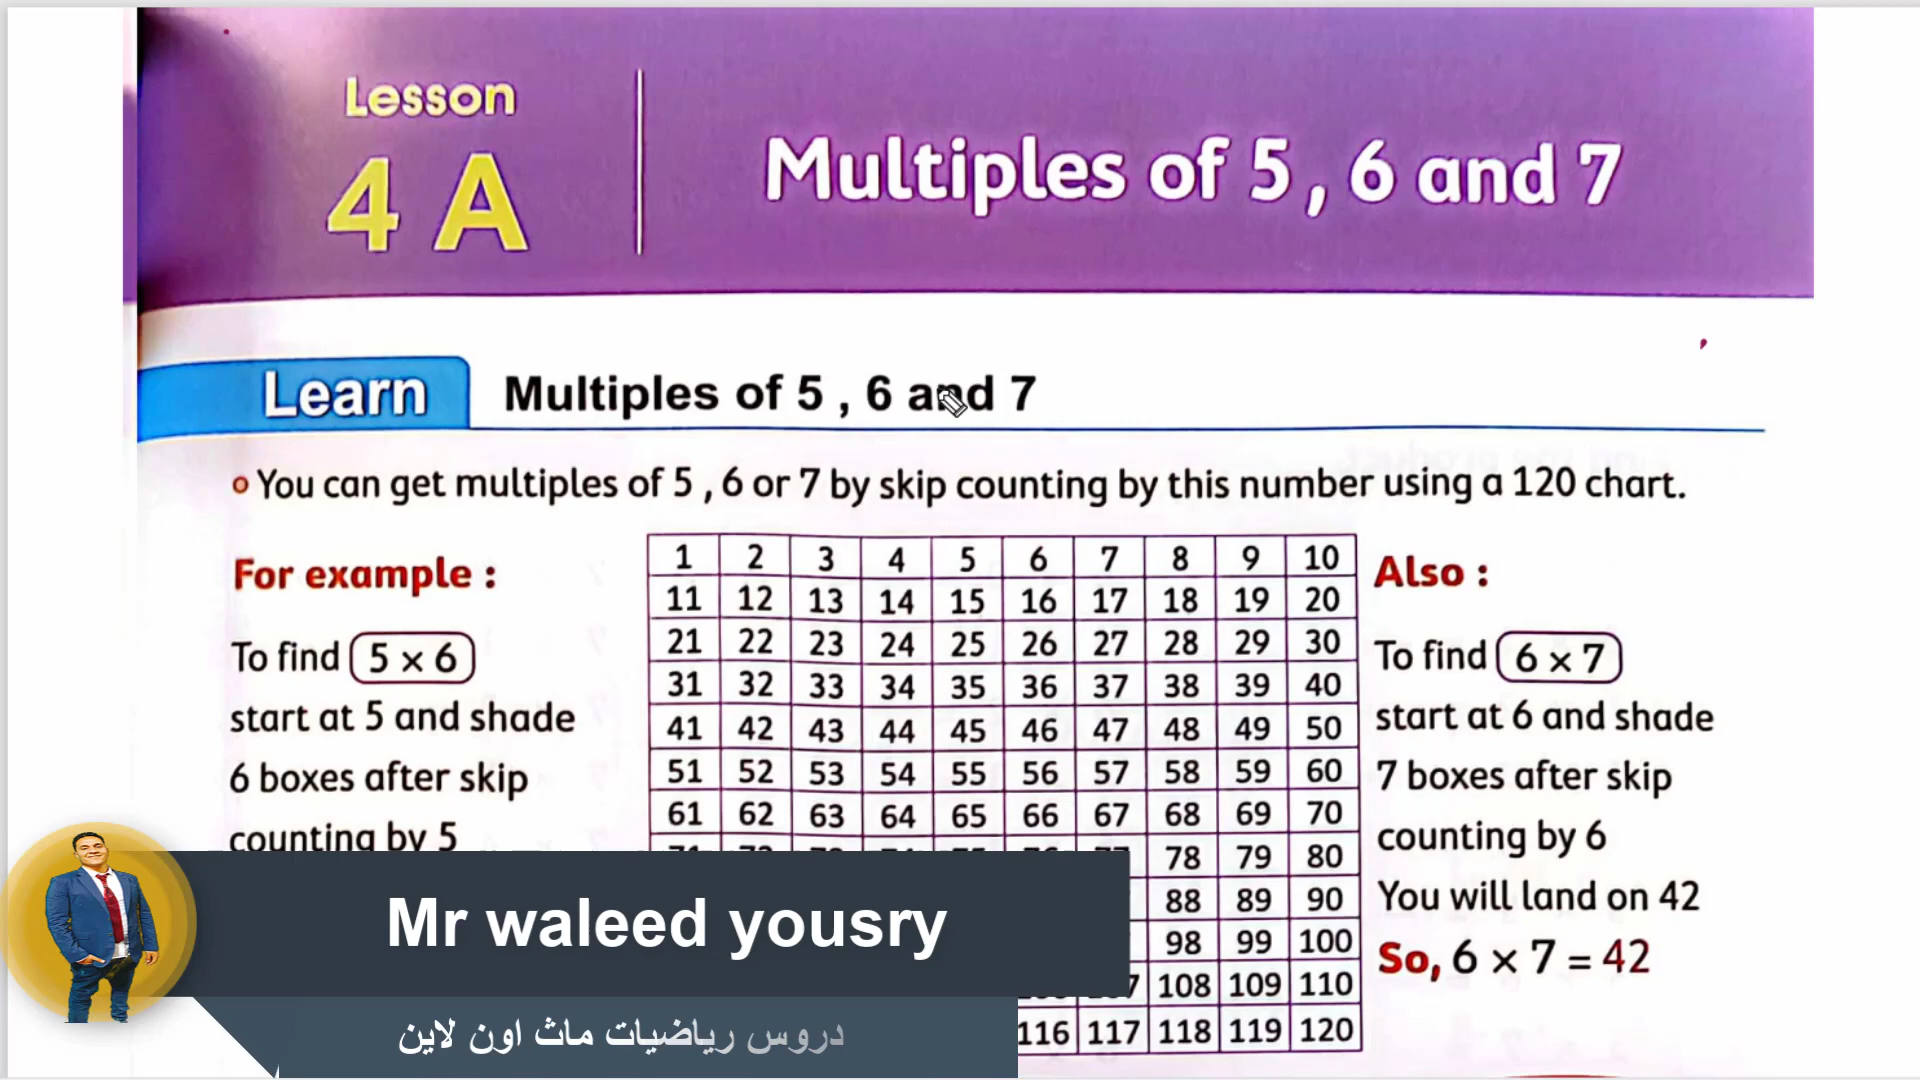 Lesson
4 A
Multiples of 5 , 6 and 7
Learn
Multiples of 5 , 6 and 7
You can get multiples of 5 , 6 or 7 by skip counting by this number using a 120 chart.
For example :
To find 5 × 6
start at 5 and shade
6 boxes after skip
counting by 5
1 2 3 4 5 6 7 8 9 10
11 12 13 14 15 16 17 18 19 20
21 22 23 24 25 26 27 28 29 30
31 32 33 34 35 36 37 38 39 40
41 42 43 44 45 46 47 48 49 50
51 52 53 54 55 56 57 58 59 60
61 62 63 64 65 66 67 68 69 70
78 79 80
88 89 90
98 99 100
108 109 110
116 117 118 119 120
Also :
To find 6 × 7
start at 6 and shade
7 boxes after skip
counting by 6
You will land on 42
So, 6 × 7 = 42
Mr waleed yousry
دروس رياضيات ماث اون لاين